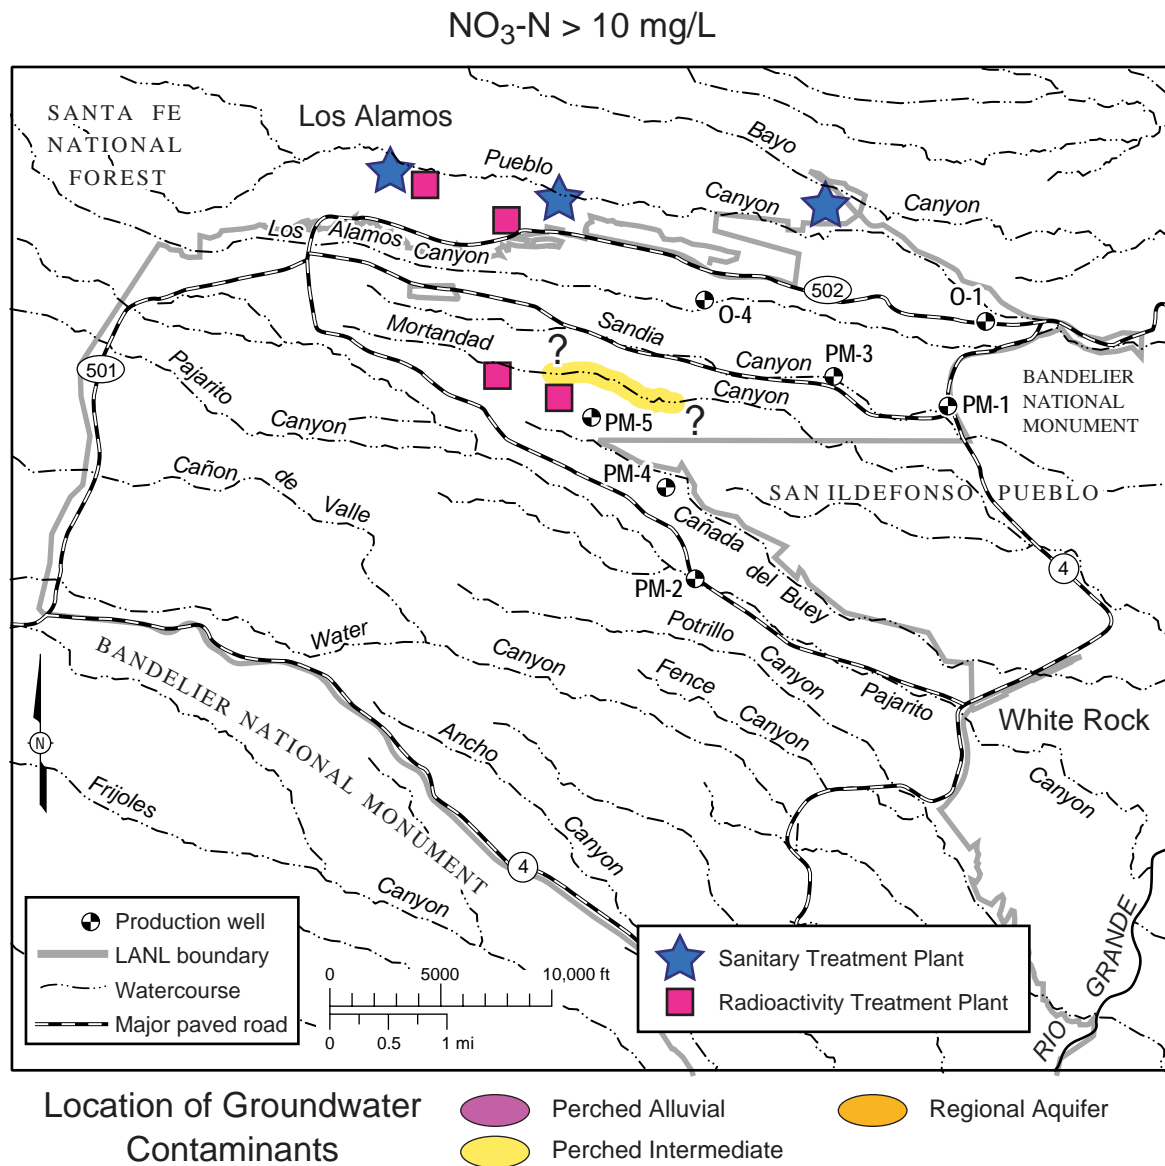 NO3-N > 10 mg/L
SANTA FE
NATIONAL
FOREST
Los Alamos
Pueblo
Bayo
Canyon
Canyon
Los Alamos
Canyon
502
O-1
O-4
Sandia
Canyon
PM-3
Mortandad
?
Canyon
?
PM-1
PM-5
BANDELIER
NATIONAL
MONUMENT
501
Pajarito
Canyon
Cañon de Valle
PM-4
SAN ILDEFONSO PUEBLO
Cañada del Buey
4
PM-2
Water
Canyon
Potrillo
Canyon
Fence
Canyon
Pajarito
White Rock
Canyon
BANDELIER NATIONAL MONUMENT
N
Ancho
Canyon
Frijoles
Canyon
4
RIO GRANDE
Production well
LANL boundary
Watercourse
Major paved road
0 5000 10,000 ft
0 0.5 1 mi
Sanitary Treatment Plant
Radioactivity Treatment Plant
Location of Groundwater
Contaminants
Perched Alluvial
Perched Intermediate
Regional Aquifer